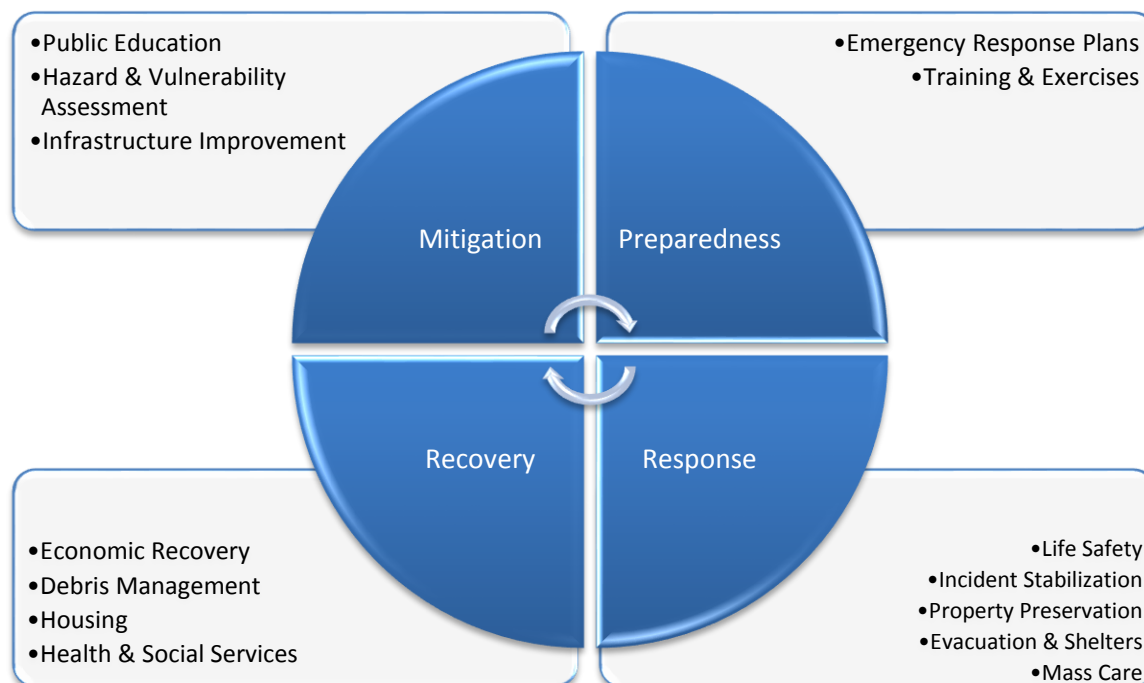 •Public Education
•Hazard & Vulnerability
Assessment
•Infrastructure Improvement
•Emergency Response Plans
•Training & Exercises
Mitigation
Preparedness
Recovery
Response
•Economic Recovery
•Debris Management
•Housing
•Health & Social Services
•Life Safety
•Incident Stabilization
•Property Preservation
•Evacuation & Shelters
•Mass Care